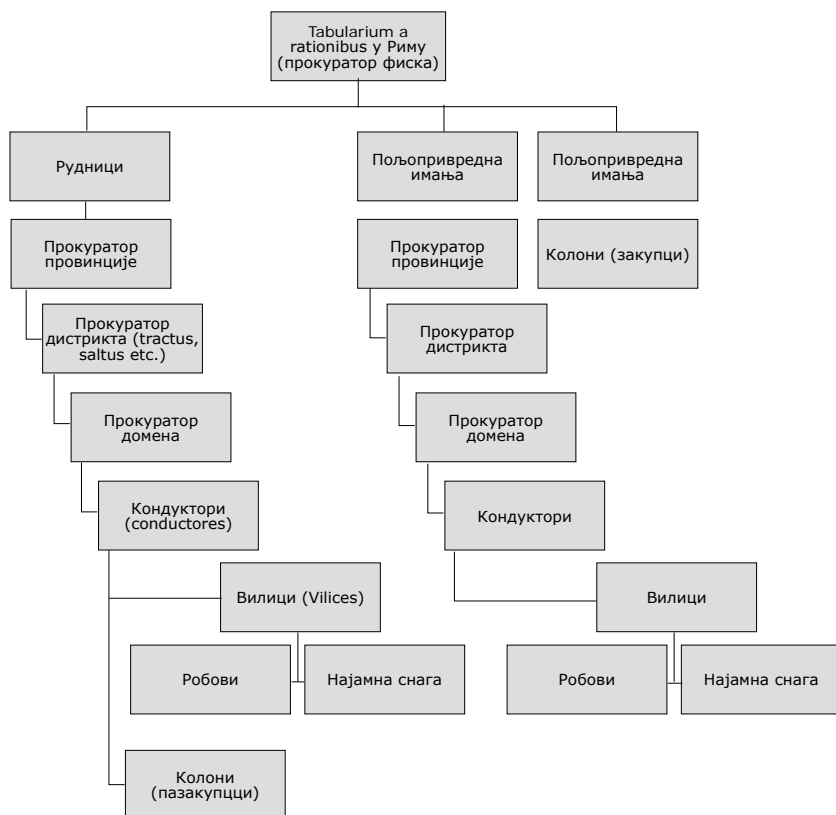 Tabularium a
rationibus у Риму
(прокуратор фиска)
Рудници
Пољопривредна
имања
Пољопривредна
имања
Прокуратор
провинције
Прокуратор
провинције
Колони (закупци)
Прокуратор
дистрикта (tractus,
saltus etc.)
Прокуратор
дистрикта
Прокуратор
домена
Прокуратор
домена
Кондуктори
(conductores)
Кондуктори
Вилици (Vilices)
Вилици
Робови
Најамна снага
Робови
Најамна снага
Колони
(пазакупцци)